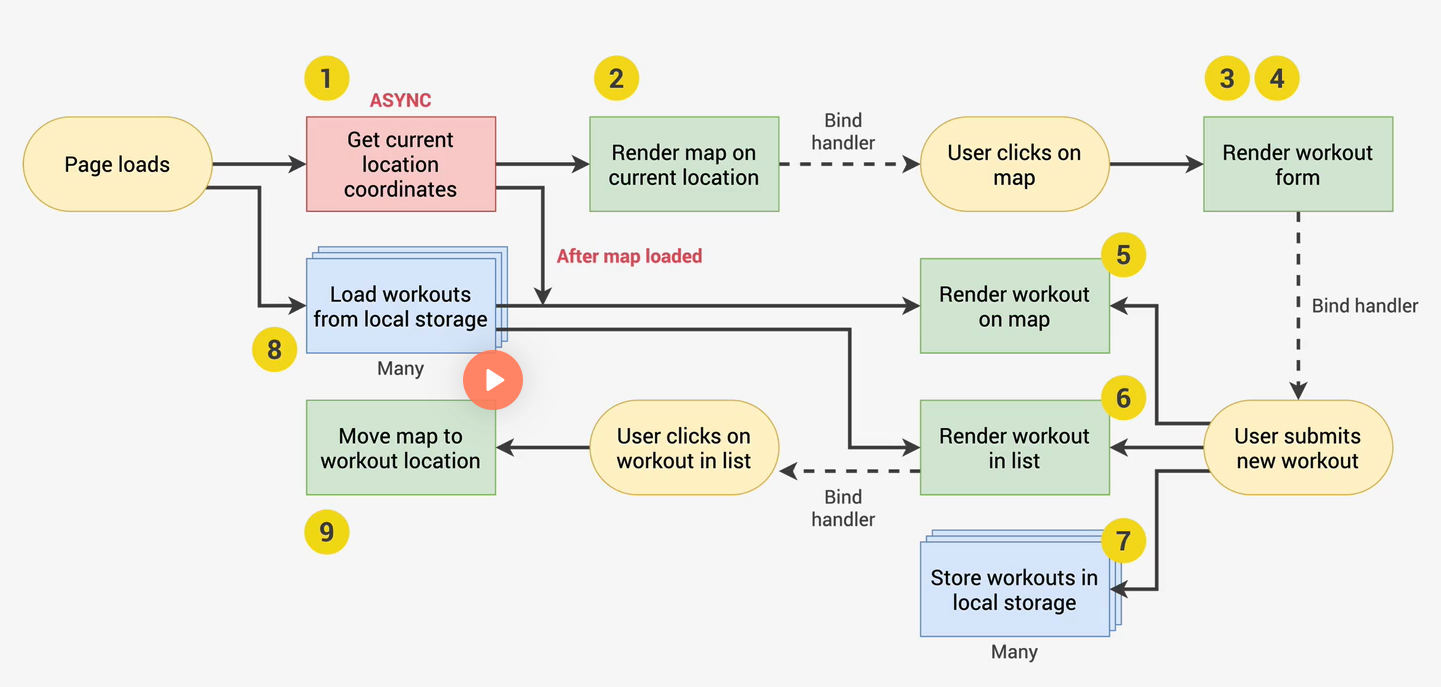 1
2
3
4
ASYNC
Page loads
Get current
location
coordinates
Render map on
current location
Bind
handler
User clicks on
map
Render workout
form
After map loaded
5
Load workouts
from local storage
8
Many
Render workout
on map
Bind handler
6
Move map to
workout location
User clicks on
workout in list
Render workout
in list
User submits
new workout
Bind
handler
9
7
Store workouts in
local storage
Many